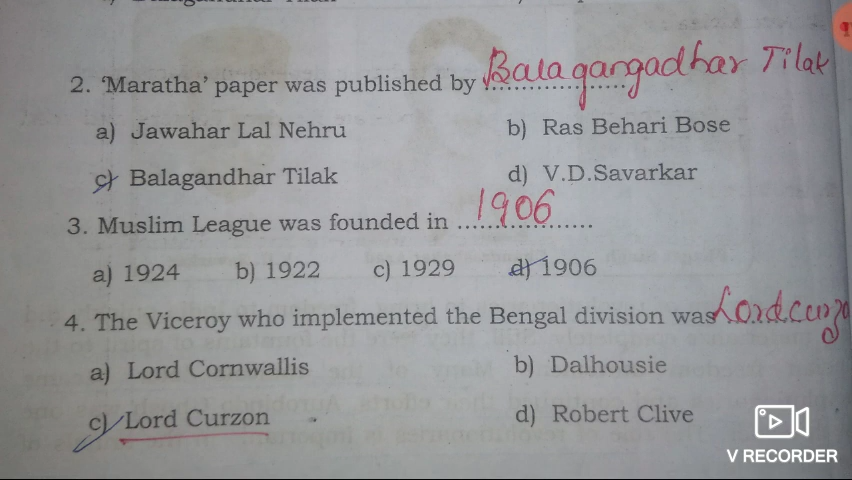 2. 'Maratha' paper was published by Balagangadhar Tilak
a) Jawahar Lal Nehru b) Ras Behari Bose
c) Balagandhar Tilak d) V.D.Savarkar
3. Muslim League was founded in 1906
a) 1924 b) 1922 c) 1929 d) 1906
4. The Viceroy who implemented the Bengal division was Lord curzo
a) Lord Cornwallis b) Dalhousie
c) Lord Curzon d) Robert Clive
V RECORDER